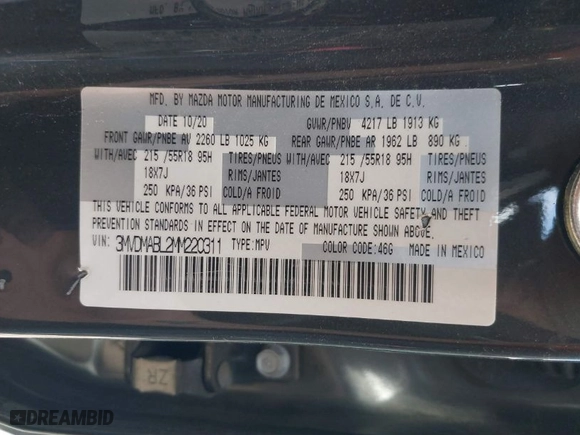 MFD. BY MAZDA MOTOR MANUFACTURING DE MEXICO S.A. DE C.V.
DATE 10/20 GVWR/PNBV 4217 LB 1913 KG
FRONT GAWR/PNBE AV 2260 LB 1025 KG REAR GAWR/PNBE AR 1962 LB 890 KG
WITH/AVEC 215 /55R18 95H TIRES/PNEUS WITH/AVEC 215 /55R18 95H TIRES/PNEUS
18X7J RIMS/JANTES 18X7J RIMS/JANTES
250 KPA/36 PSI COLD/A FROID 250 KPA/36 PSI COLD/A FROID
THIS VEHICLE CONFORMS TO ALL APPLICABLE FEDERAL MOTOR VEHICLE SAFETY AND THEFT
PREVENTION STANDARDS IN EFFECT ON THE DATE OF MANUFACTURE SHOWN ABOVE.
VIN: 3MVDMABL2MM220311 TYPE: MPV COLOR CODE: 46G MADE IN MEXICO
ZR
DREAMBID